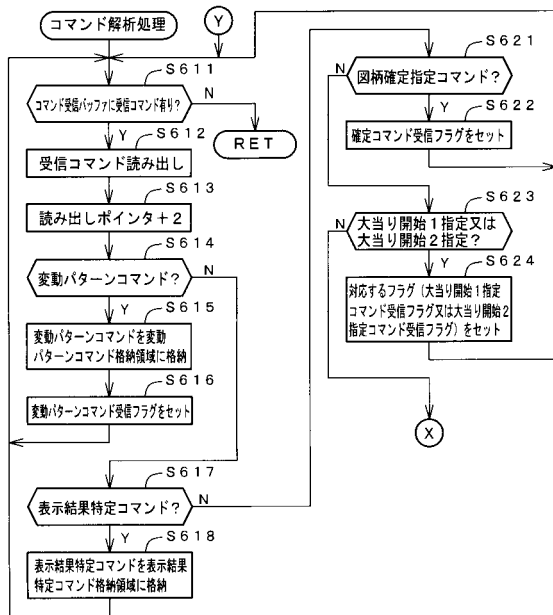 コマンド解析処理
Y
S611
コマンド受信バッファに受信コマンド有り?
N
Y
RET
S612
受信コマンド読み出し
S613
読み出しポインタ+2
S614
変動パターンコマンド?
N
Y
S615
変動パターンコマンドを変動
パターンコマンド格納領域に格納
S616
変動パターンコマンド受信フラグをセット
S617
表示結果特定コマンド?
N
Y
S618
表示結果特定コマンドを表示結果
特定コマンド格納領域に格納
S621
図柄確定指定コマンド?
N
Y
S622
確定コマンド受信フラグをセット
S623
大当り開始1指定又は
大当り開始2指定?
N
Y
S624
対応するフラグ(大当り開始1指定
コマンド受信フラグ又は大当り開始2
指定コマンド受信フラグ)をセット
X